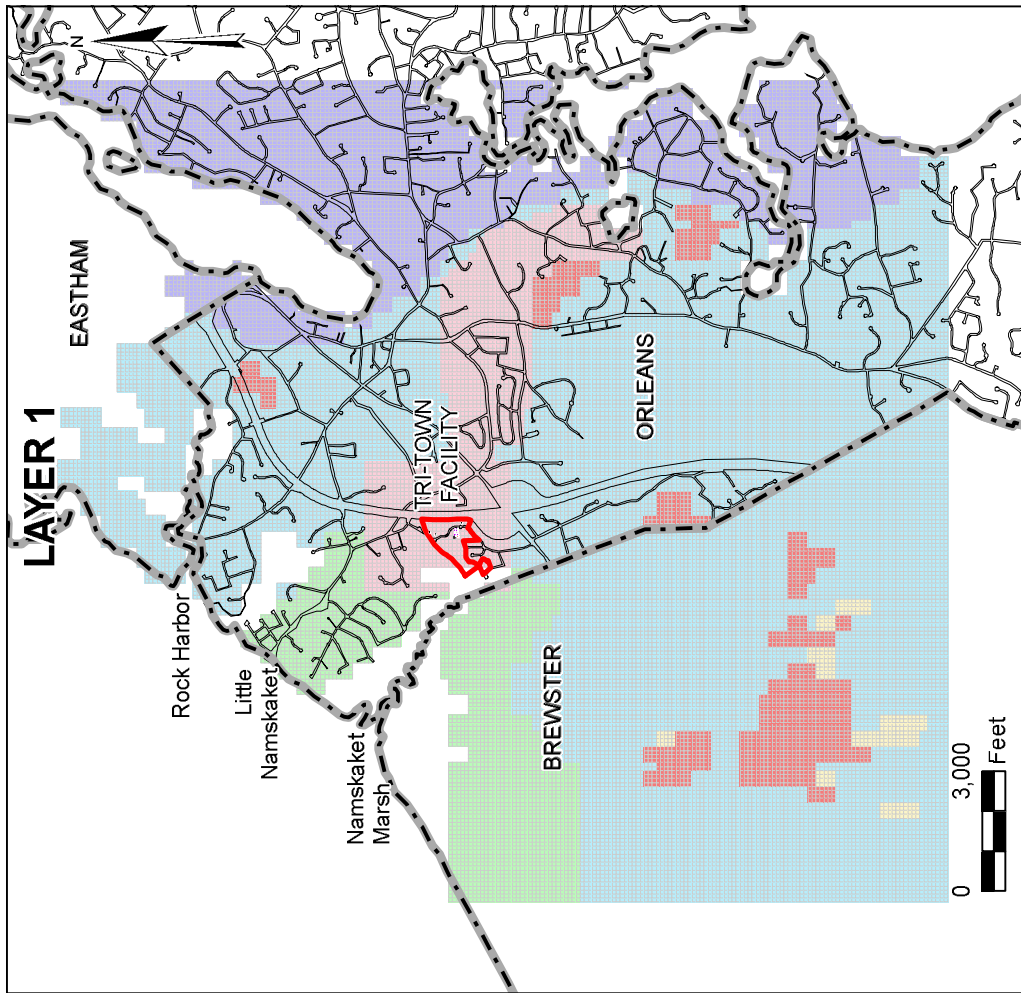 LAYER 1
N
EASTHAM
Rock Harbor
Little
Namskaket
Namskaket
Marsh
TRI-TOWN
FACILITY
ORLEANS
BREWSTER
0 3,000
Feet